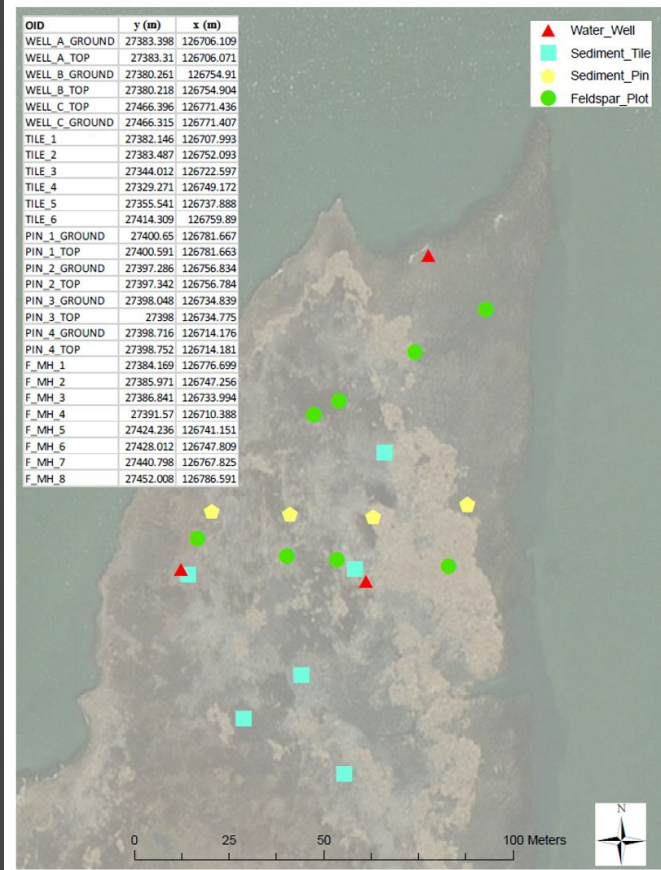 OID y (m) x (m)
WELL_A_GROUND 27383.398 126706.109
WELL_A_TOP 27383.31 126706.071
WELL_B_GROUND 27380.261 126754.91
WELL_B_TOP 27380.218 126754.904
WELL_C_TOP 27466.396 126771.436
WELL_C_GROUND 27466.315 126771.407
TILE_1 27382.146 126707.993
TILE_2 27383.487 126752.093
TILE_3 27344.012 126722.597
TILE_4 27329.271 126749.172
TILE_5 27355.541 126737.888
TILE_6 27414.309 126759.89
PIN_1_GROUND 27400.65 126781.667
PIN_1_TOP 27400.591 126781.663
PIN_2_GROUND 27397.286 126756.834
PIN_2_TOP 27397.342 126756.784
PIN_3_GROUND 27398.048 126734.839
PIN_3_TOP 27398 126734.775
PIN_4_GROUND 27398.716 126714.176
PIN_4_TOP 27398.752 126714.181
F_MH_1 27384.169 126776.699
F_MH_2 27385.971 126747.256
F_MH_3 27386.841 126733.994
F_MH_4 27391.57 126710.388
F_MH_5 27424.236 126741.151
F_MH_6 27428.012 126747.809
F_MH_7 27440.798 126767.825
F_MH_8 27452.008 126786.591
Water_Well
Sediment_Tile
Sediment_Pin
Feldspar_Plot
0 25 50 100 Meters
N